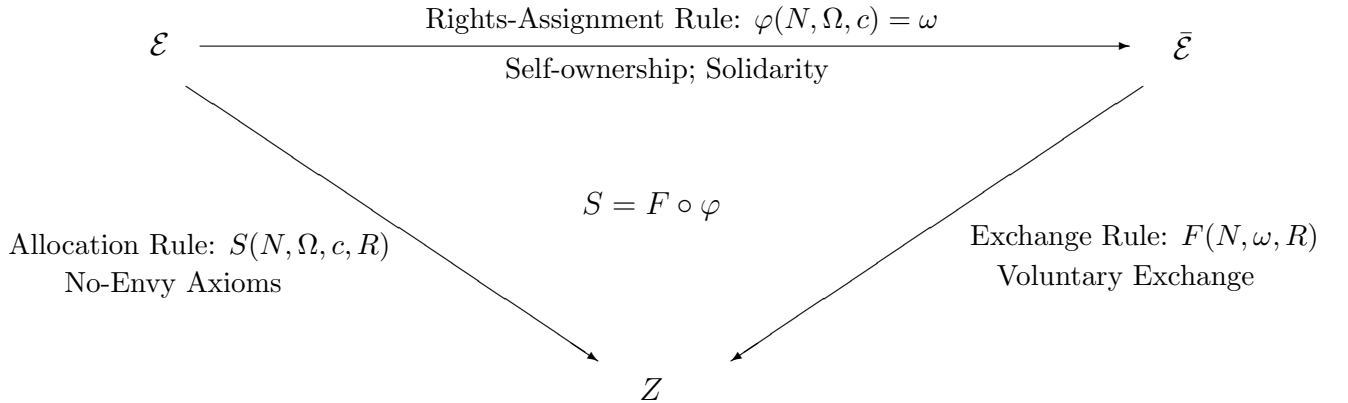 Rights-Assignment Rule: φ(N, Ω, c) = ω
ℰ
ℰ̄
Self-ownership; Solidarity
S = F ∘ φ
Allocation Rule: S(N, Ω, c, R)
No-Envy Axioms
Exchange Rule: F(N, ω, R)
Voluntary Exchange
Z